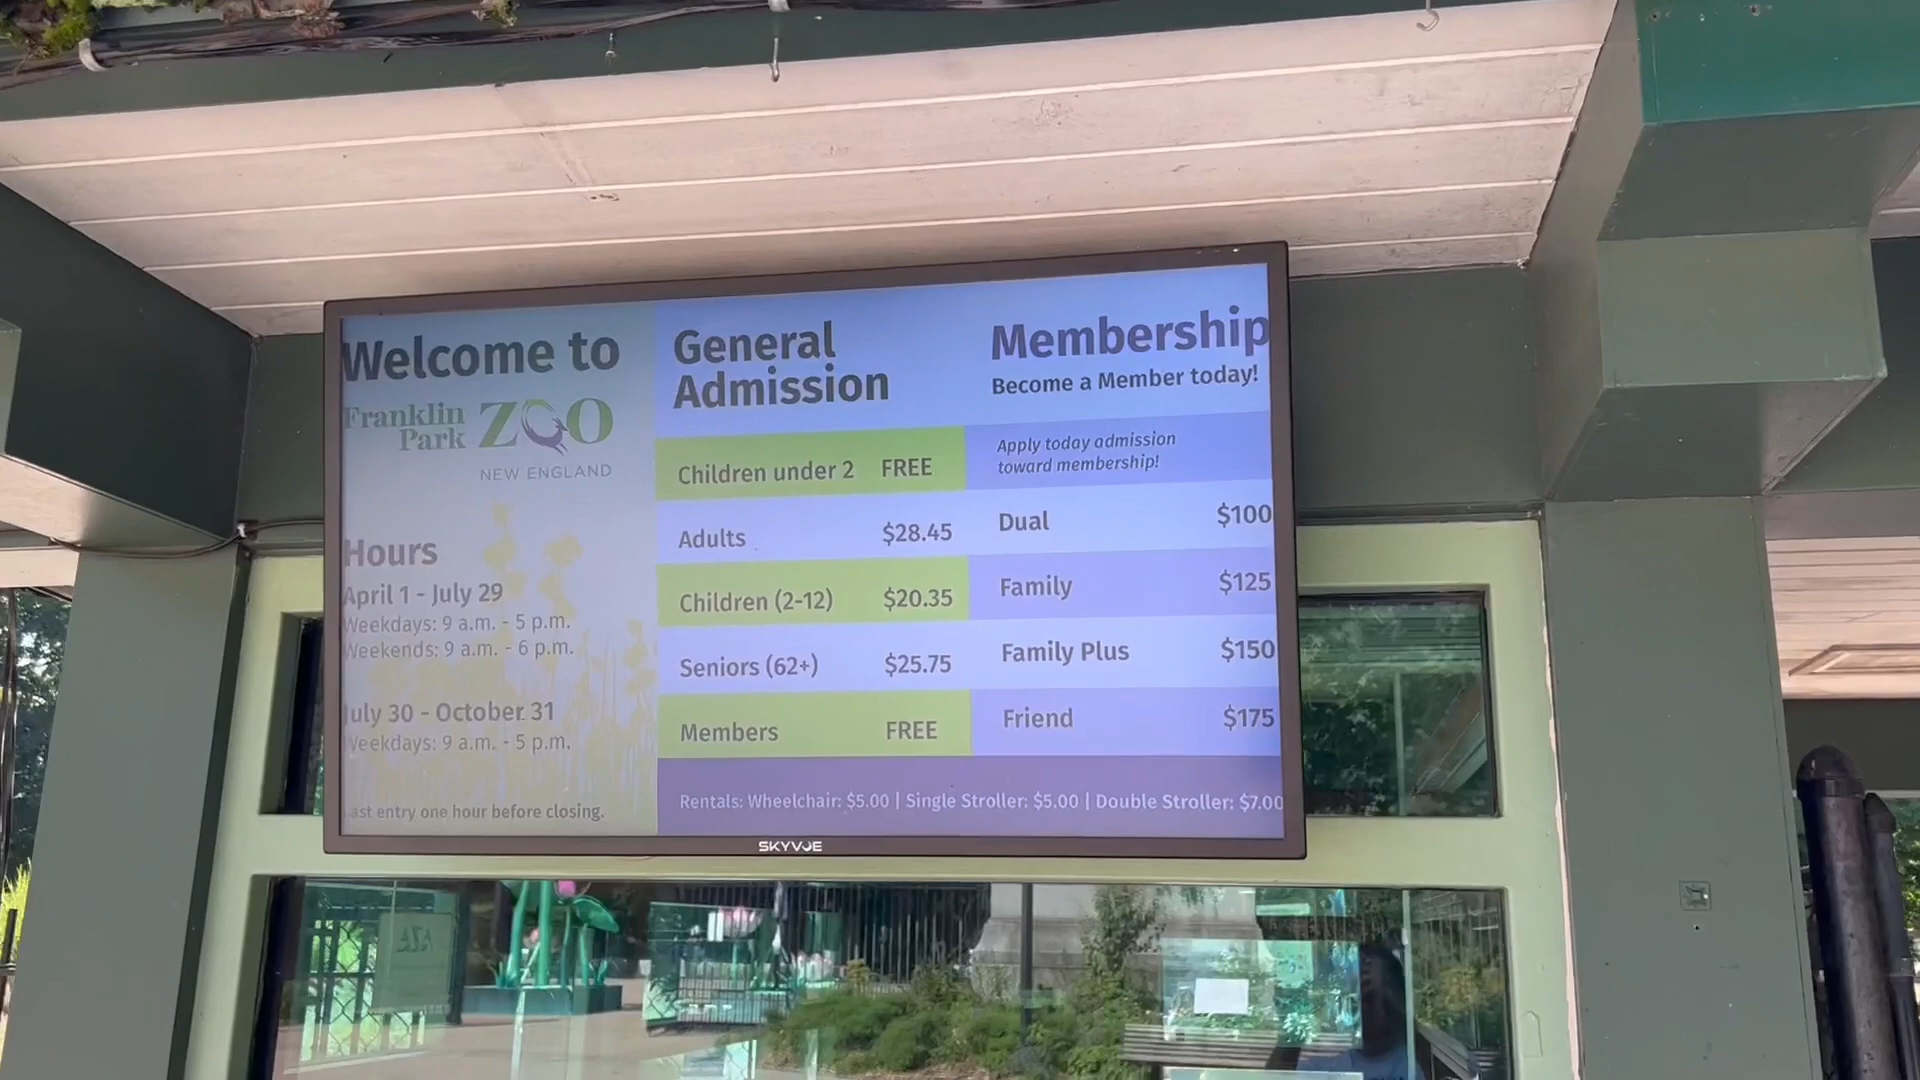 Welcome to
Franklin
Park
ZOO
NEW ENGLAND
Hours
April 1 - July 29
Weekdays: 9 a.m. - 5 p.m.
Weekends: 9 a.m. - 6 p.m.
July 30 - October 31
Weekdays: 9 a.m. - 5 p.m.
Last entry one hour before closing.
General
Admission
Children under 2 FREE
Adults $28.45
Children (2-12) $20.35
Seniors (62+) $25.75
Members FREE
Membership
Become a Member today!
Apply today admission
toward membership!
Dual $100
Family $125
Family Plus $150
Friend $175
Rentals: Wheelchair: $5.00 | Single Stroller: $5.00 | Double Stroller: $7.00
SKYVUE